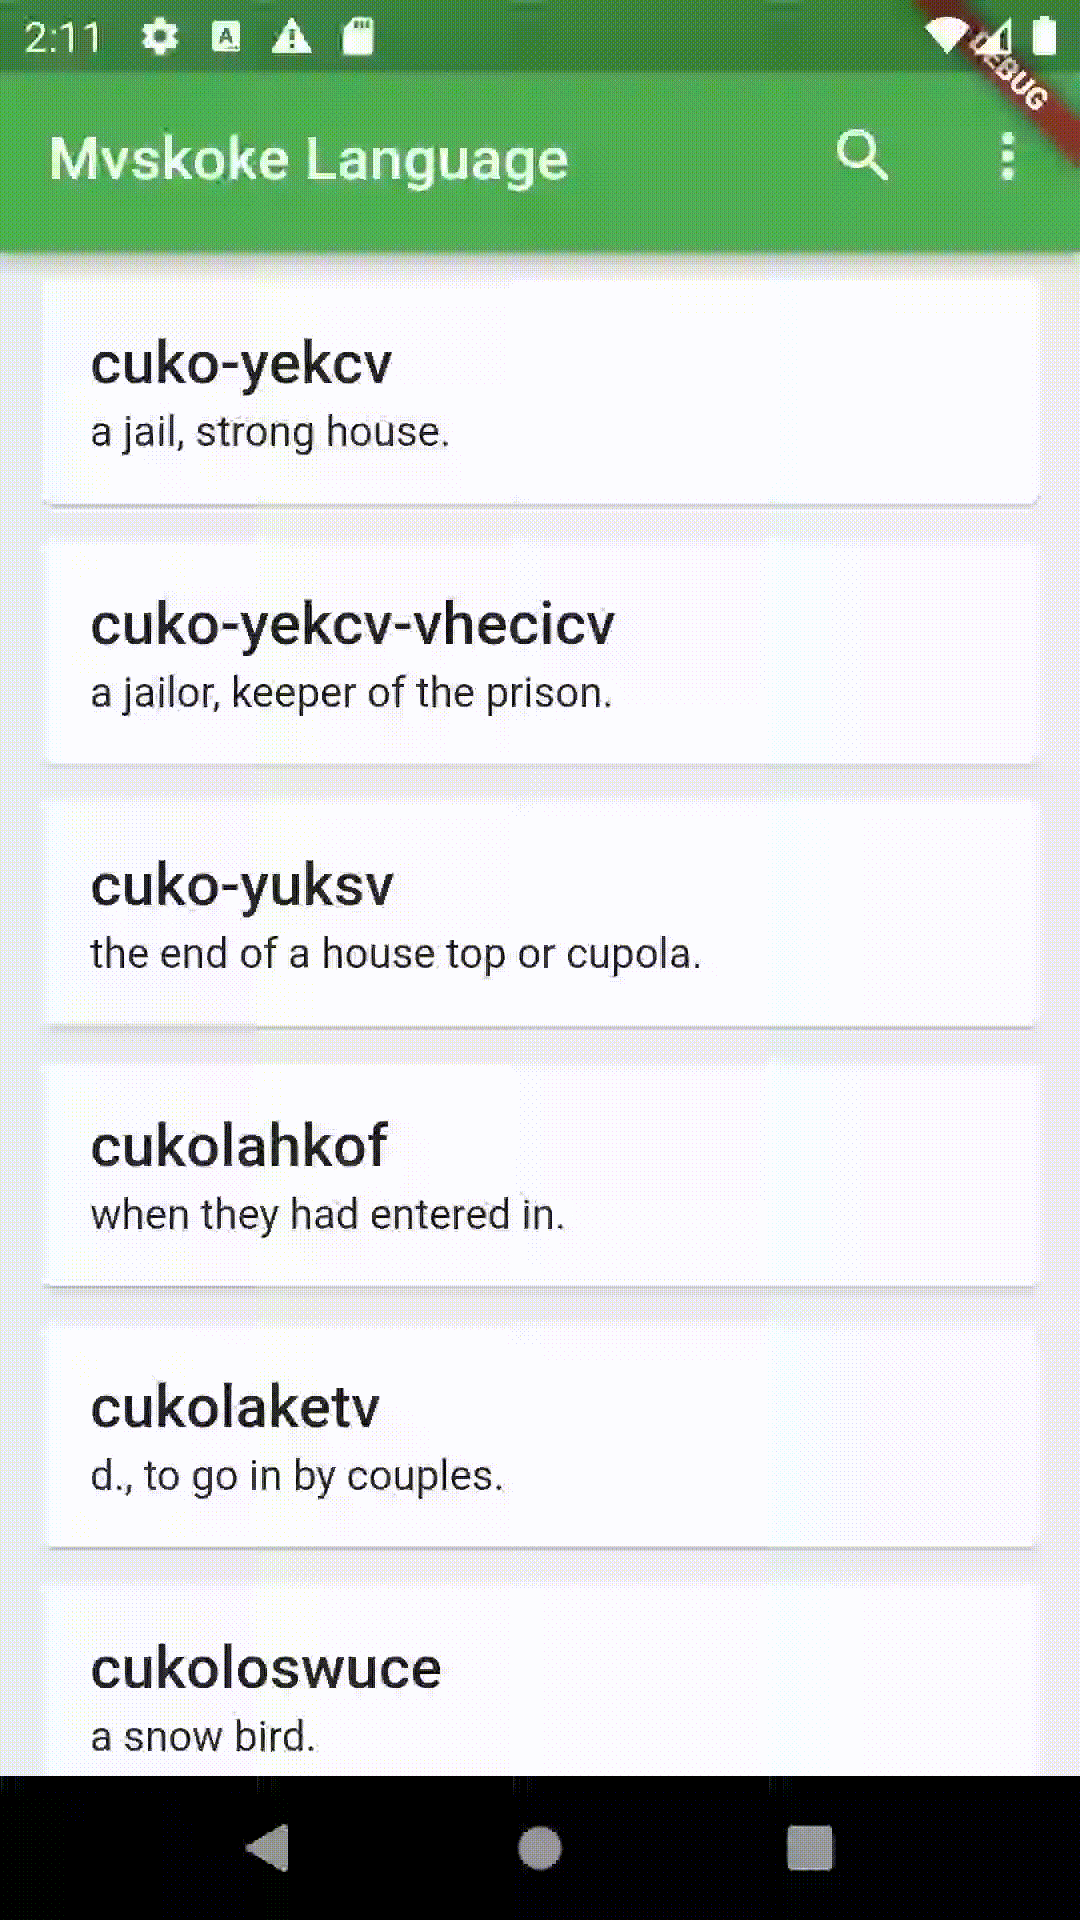 2:11
DEBUG
Mvskoke Language
cuko-yekcv
a jail, strong house.
cuko-yekcv-vhecicv
a jailor, keeper of the prison.
cuko-yuksv
the end of a house top or cupola.
cukolahkof
when they had entered in.
cukolaketv
d., to go in by couples.
cukoloswuce
a snow bird.